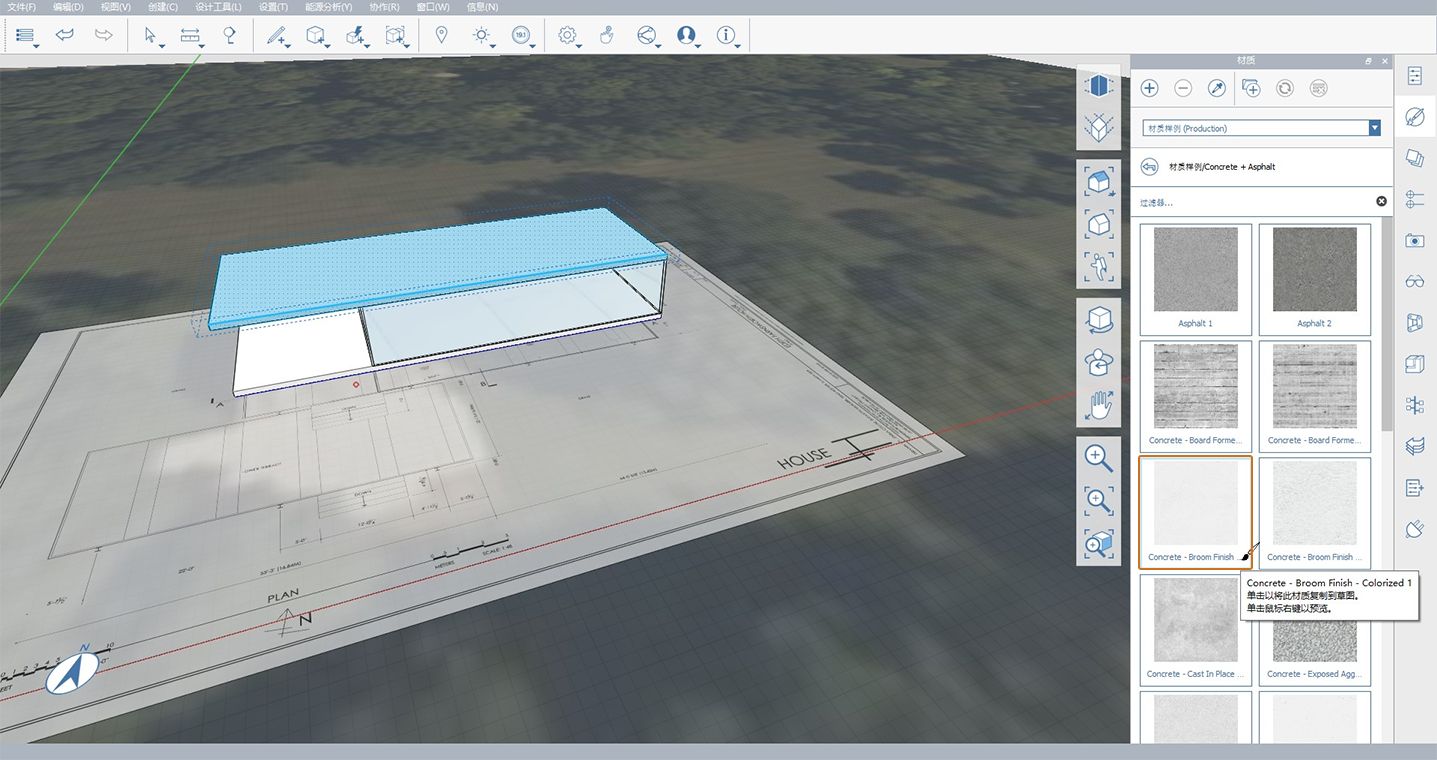 文件(F) 编辑(D) 视图(V) 创建(C) 设计工具(L) 设置(T) 能源分析(Y) 协作(R) 窗口(W) 信息(N)
191
材质
材质样例 (Production)
材质样例/Concrete + Asphalt
过滤器...
Asphalt 1
Asphalt 2
Concrete - Board Forme...
Concrete - Board Forme...
Concrete - Broom Finish
Concrete - Broom Finish ...
Concrete - Broom Finish - Colorized 1
单击以将此材质复制到草图。
单击鼠标右键以预览。
Concrete - Cast In Place ...
Concrete - Exposed Agg...
A
B
HOUSE
DOWN
SCALE: 1:48
METERS
PLAN
N
N